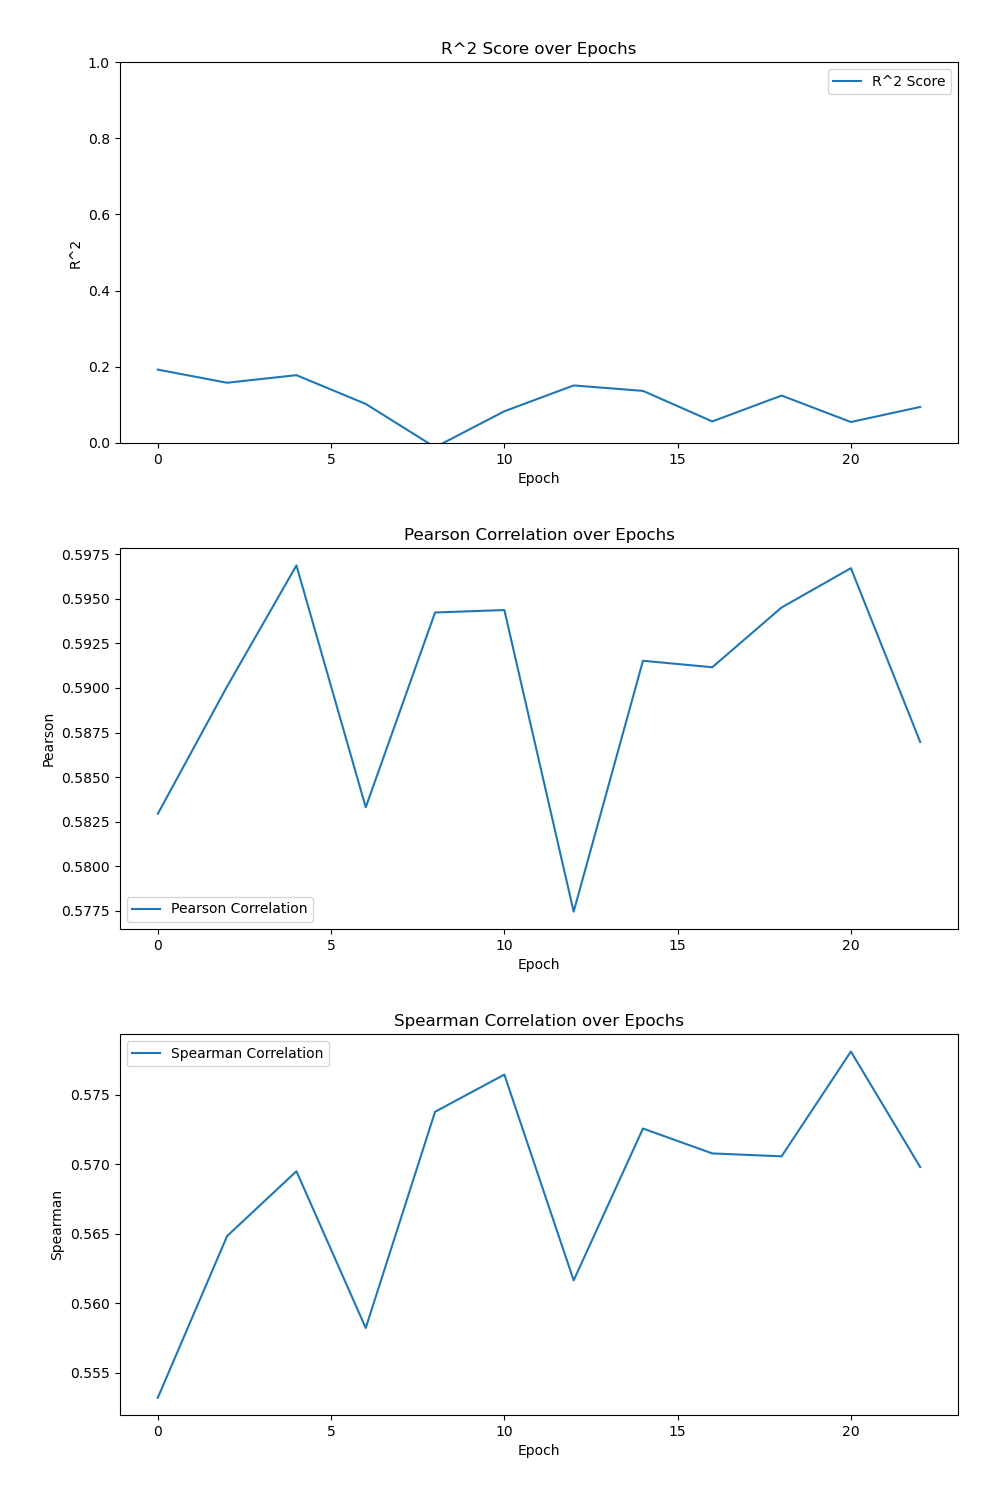 R^2 Score over Epochs
1.0
R^2 Score
0.8
0.6
R^2
0.4
0.2
0.0
0 5 10 15 20
Epoch
Pearson Correlation over Epochs
0.5975
0.5950
0.5925
0.5900
0.5875
Pearson
0.5850
0.5825
0.5800
0.5775
Pearson Correlation
0 5 10 15 20
Epoch
Spearman Correlation over Epochs
Spearman Correlation
0.575
0.570
0.565
Spearman
0.560
0.555
0 5 10 15 20
Epoch